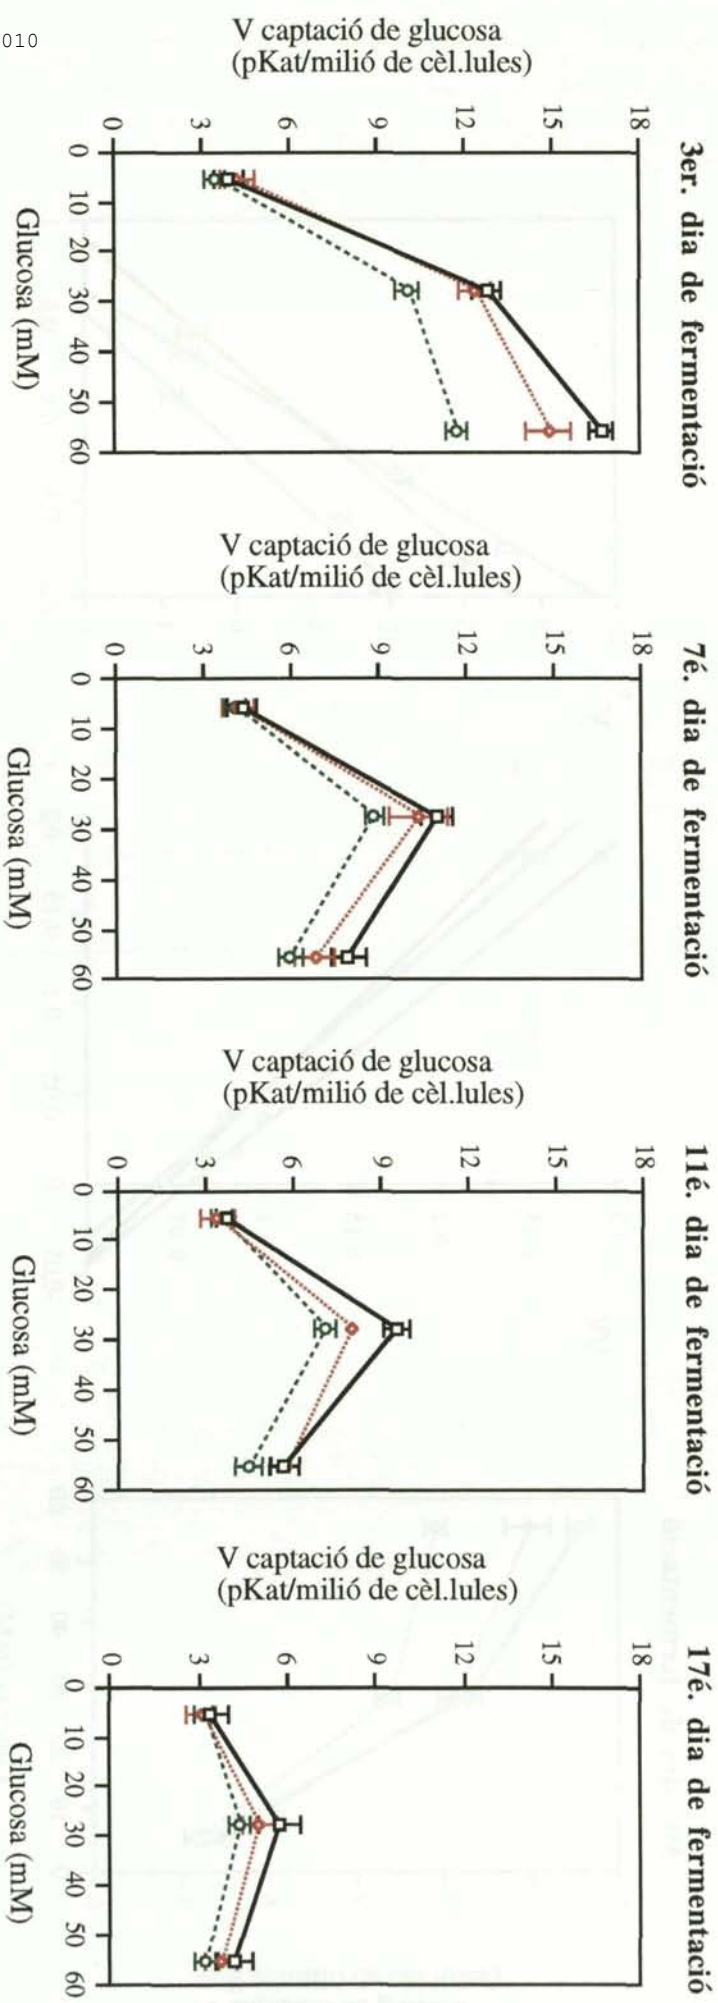 010
3er. dia de fermentació
V captació de glucosa
(pKat/milió de cèl.lules)
18
15
12
9
6
3
0
0 10 20 30 40 50 60
Glucosa (mM)
7é. dia de fermentació
V captació de glucosa
(pKat/milió de cèl.lules)
18
15
12
9
6
3
0
0 10 20 30 40 50 60
Glucosa (mM)
11é. dia de fermentació
V captació de glucosa
(pKat/milió de cèl.lules)
18
15
12
9
6
3
0
0 10 20 30 40 50 60
Glucosa (mM)
17é. dia de fermentació
V captació de glucosa
(pKat/milió de cèl.lules)
18
15
12
9
6
3
0
0 10 20 30 40 50 60
Glucosa (mM)